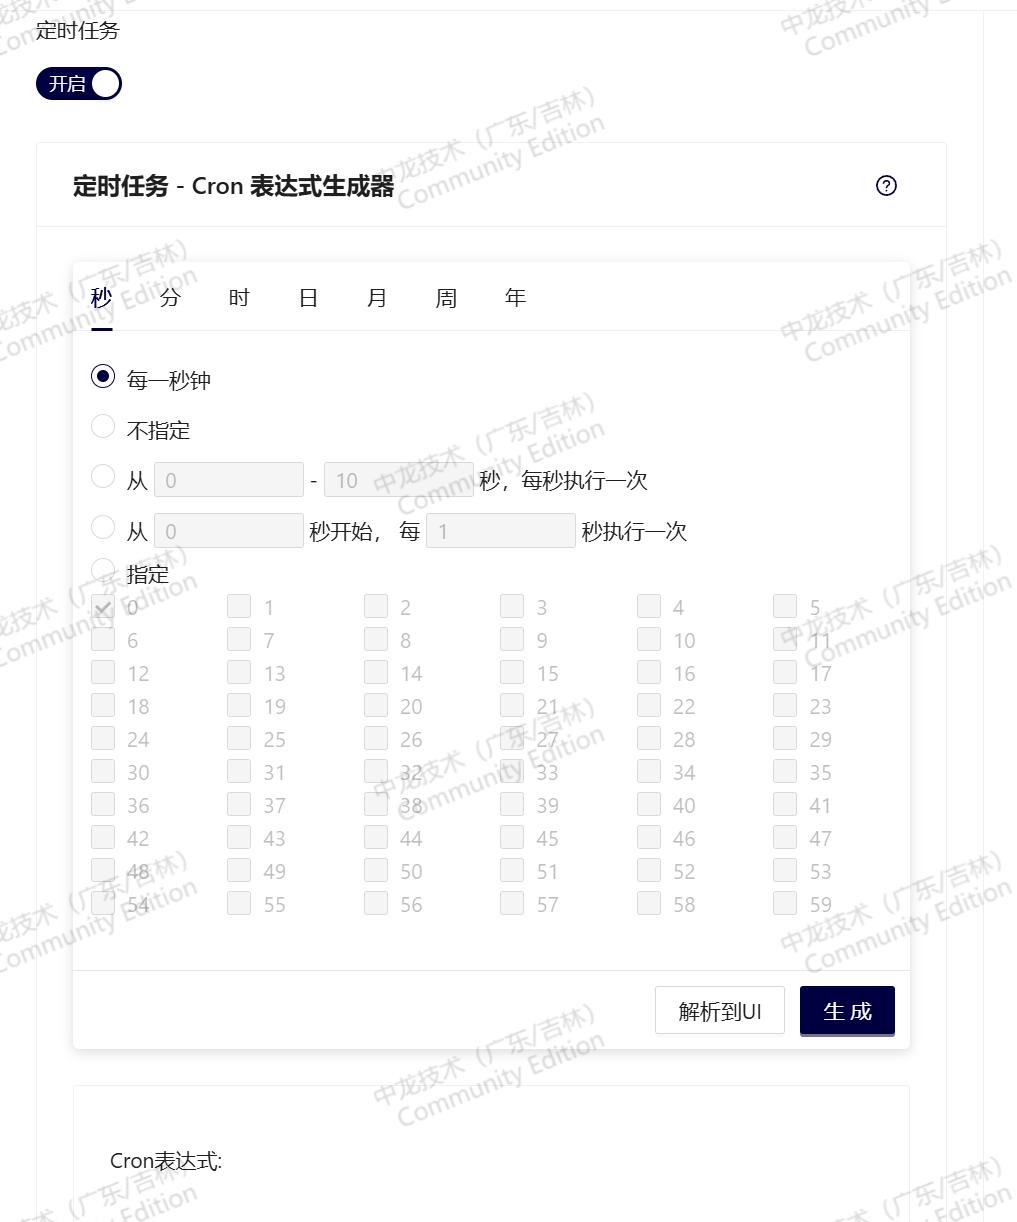 定时任务
开启
定时任务 - Cron 表达式生成器
秒 分 时 日 月 周 年
每一秒钟
不指定
从 0 - 10 秒，每秒执行一次
从 0 秒开始， 每 1 秒执行一次
指定
0 1 2 3 4 5
6 7 8 9 10 11
12 13 14 15 16 17
18 19 20 21 22 23
24 25 26 27 28 29
30 31 32 33 34 35
36 37 38 39 40 41
42 43 44 45 46 47
48 49 50 51 52 53
54 55 56 57 58 59
解析到UI 生 成
Cron表达式:
中龙技术（广东/吉林）
Community Edition